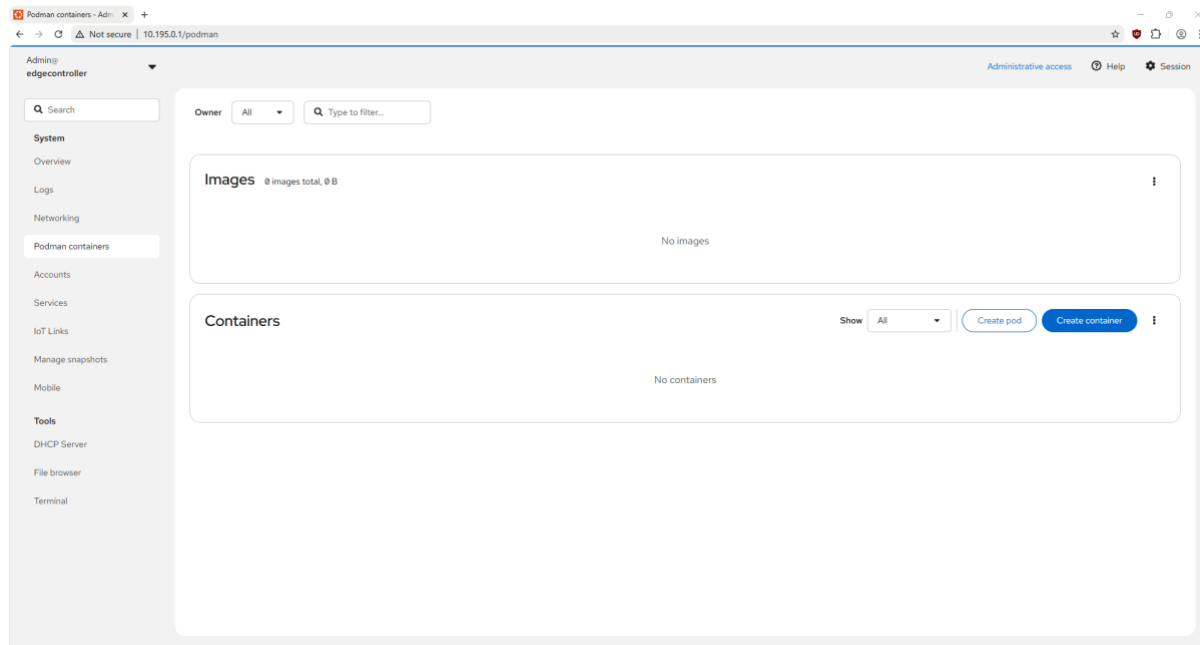 Podman containers - Adm
Not secure | 10.195.0.1/podman
Admin@
edgecontroller
Administrative access
Help
Session
Search
System
Overview
Logs
Networking
Podman containers
Accounts
Services
IoT Links
Manage snapshots
Mobile
Tools
DHCP Server
File browser
Terminal
Owner All Type to filter...
Images 0 images total, 0 B
No images
Containers
Show All Create pod Create container
No containers